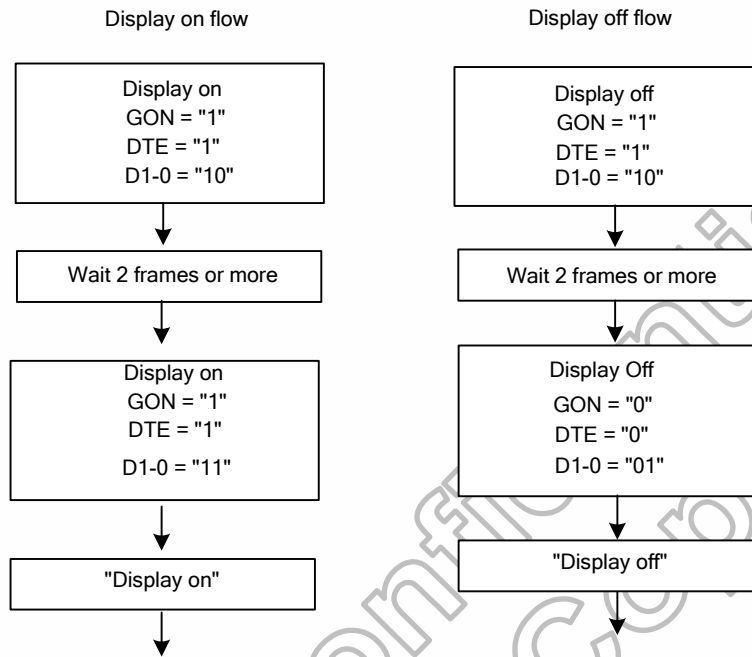 Display on flow
Display on
GON = "1"
DTE = "1"
D1-0 = "10"
Wait 2 frames or more
Display on
GON = "1"
DTE = "1"
D1-0 = "11"
"Display on"
Display off flow
Display off
GON = "1"
DTE = "1"
D1-0 = "10"
Wait 2 frames or more
Display Off
GON = "0"
DTE = "0"
D1-0 = "01"
"Display off"